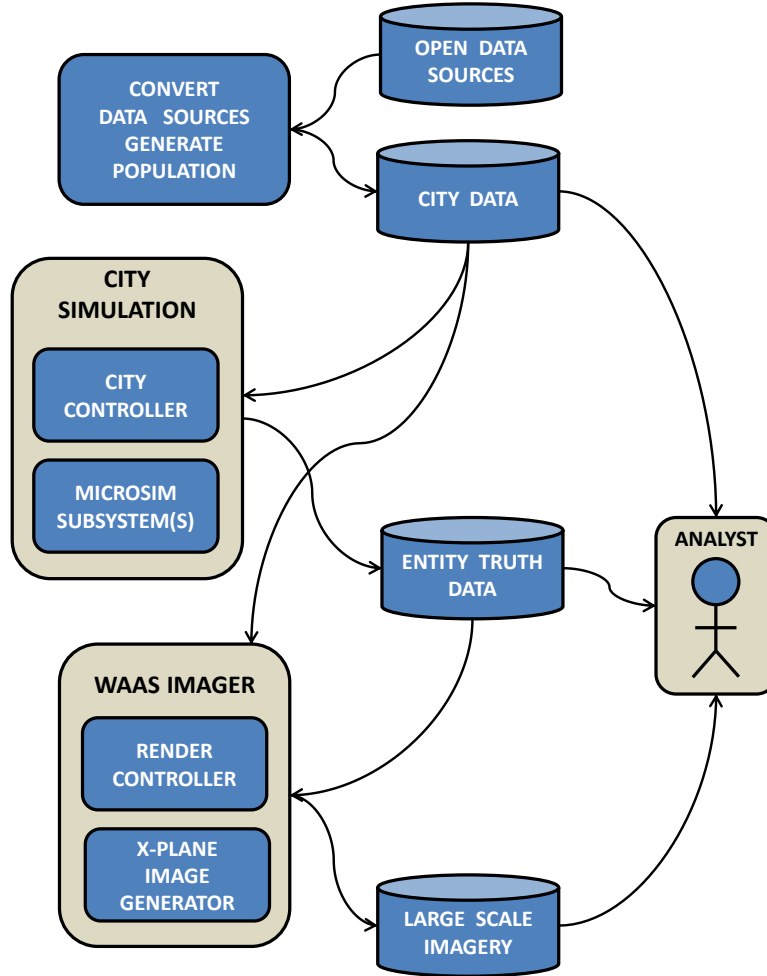 OPEN DATA
SOURCES
CONVERT
DATA SOURCES
GENERATE
POPULATION
CITY DATA
CITY
SIMULATION
CITY
CONTROLLER
MICROSIM
SUBSYSTEM(S)
ENTITY TRUTH
DATA
ANALYST
WAAS IMAGER
RENDER
CONTROLLER
X-PLANE
IMAGE
GENERATOR
LARGE SCALE
IMAGERY